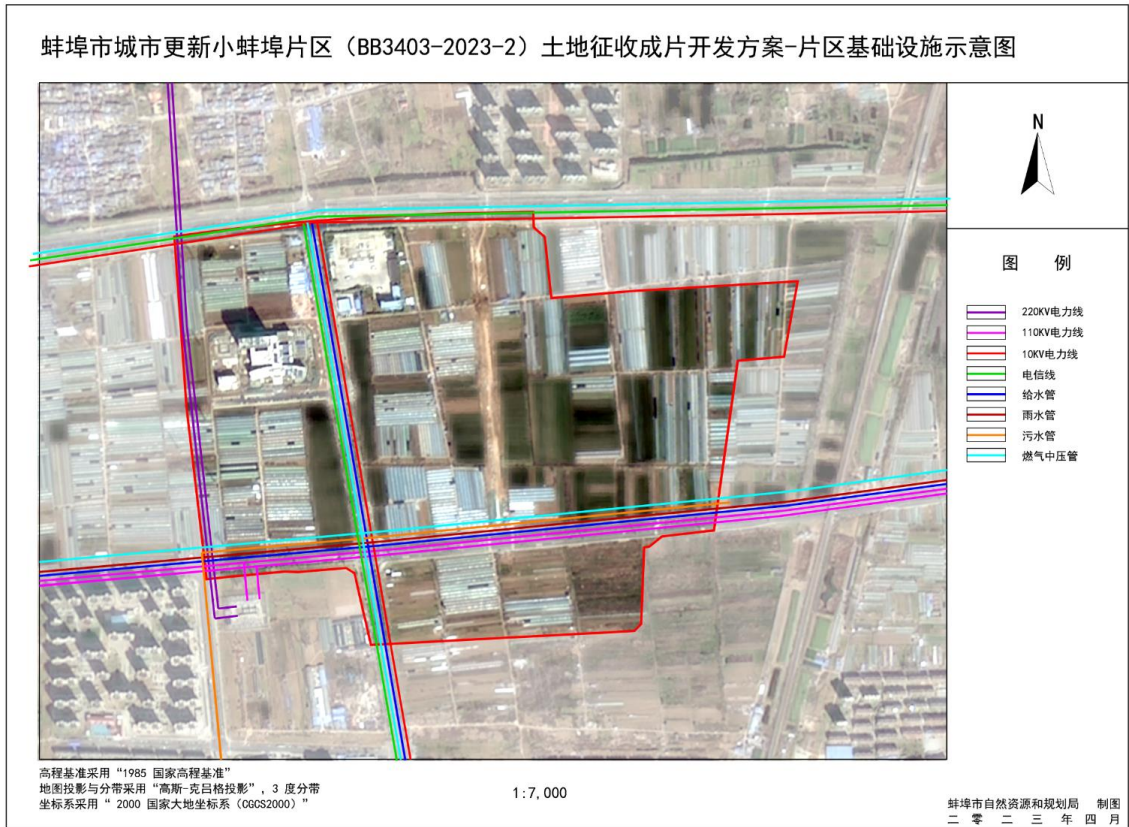 蚌埠市城市更新小蚌埠片区（BB3403-2023-2）土地征收成片开发方案-片区基础设施示意图
N
图 例
220KV电力线
110KV电力线
10KV电力线
电信线
给水管
雨水管
污水管
燃气中压管
高程基准采用“1985 国家高程基准”
地图投影与分带采用“高斯-克吕格投影”，3 度分带
坐标系采用“ 2000 国家大地坐标系（CGCS2000）”
1:7,000
蚌埠市自然资源和规划局 制图
二 零 二 三 年 四 月